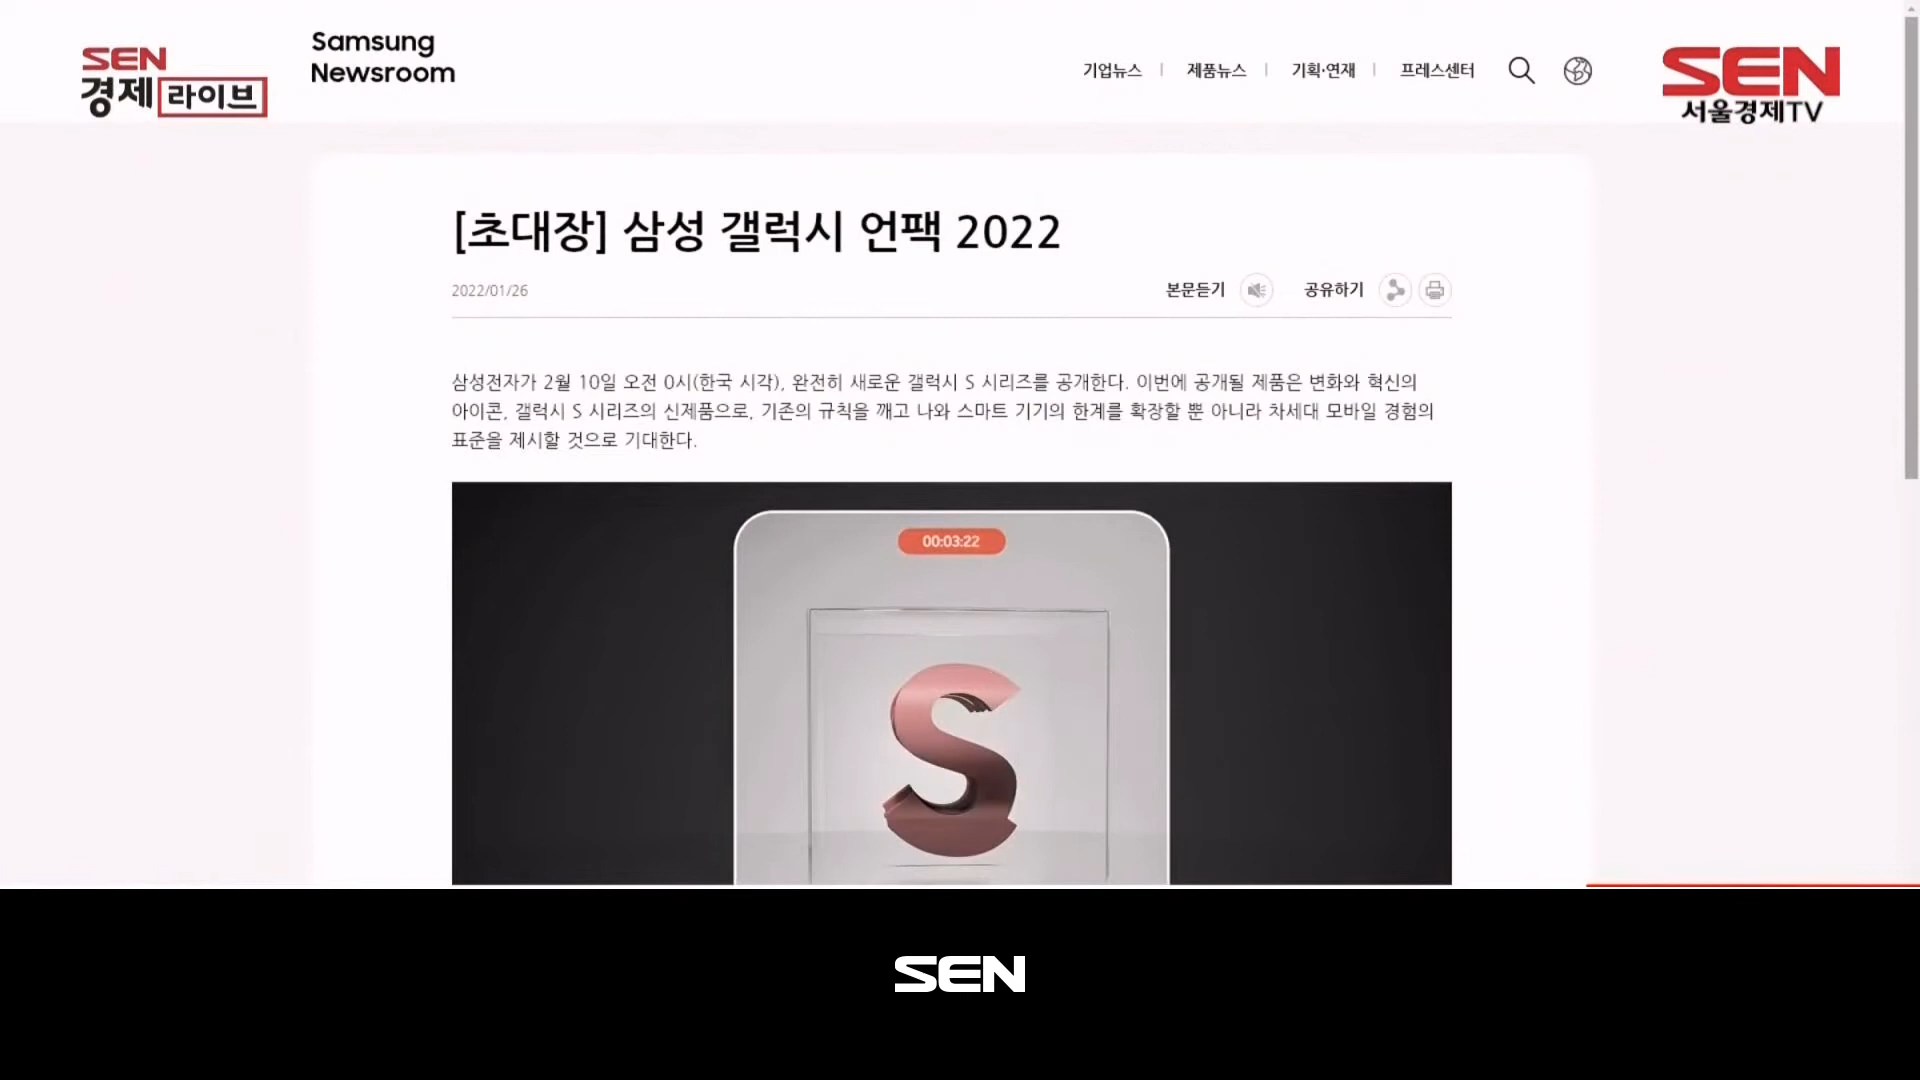 SEN
경제 라이브
Samsung
Newsroom
기업뉴스 | 제품뉴스 | 기획·연재 | 프레스센터
SEN
서울경제TV
[초대장] 삼성 갤럭시 언팩 2022
2022/01/26
본문듣기 공유하기
삼성전자가 2월 10일 오전 0시(한국 시각), 완전히 새로운 갤럭시 S 시리즈를 공개한다. 이번에 공개될 제품은 변화와 혁신의
아이콘, 갤럭시 S 시리즈의 신제품으로, 기존의 규칙을 깨고 나와 스마트 기기의 한계를 확장할 뿐 아니라 차세대 모바일 경험의
표준을 제시할 것으로 기대한다.
00:03:22
S
SEN